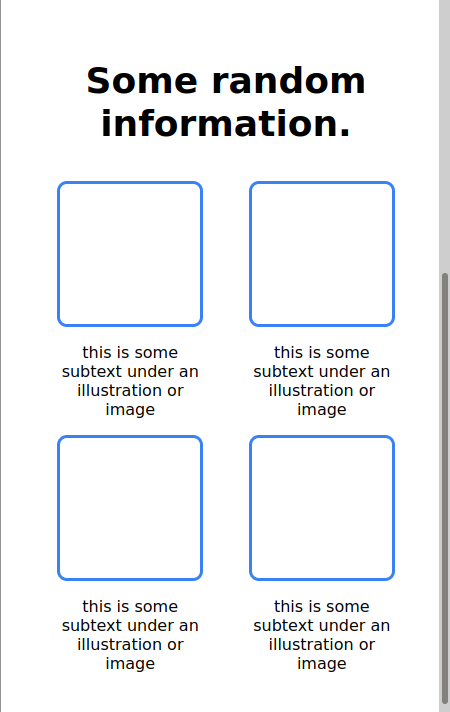 Some random
information.
this is some
subtext under an
illustration or
image
this is some
subtext under an
illustration or
image
this is some
subtext under an
illustration or
image
this is some
subtext under an
illustration or
image